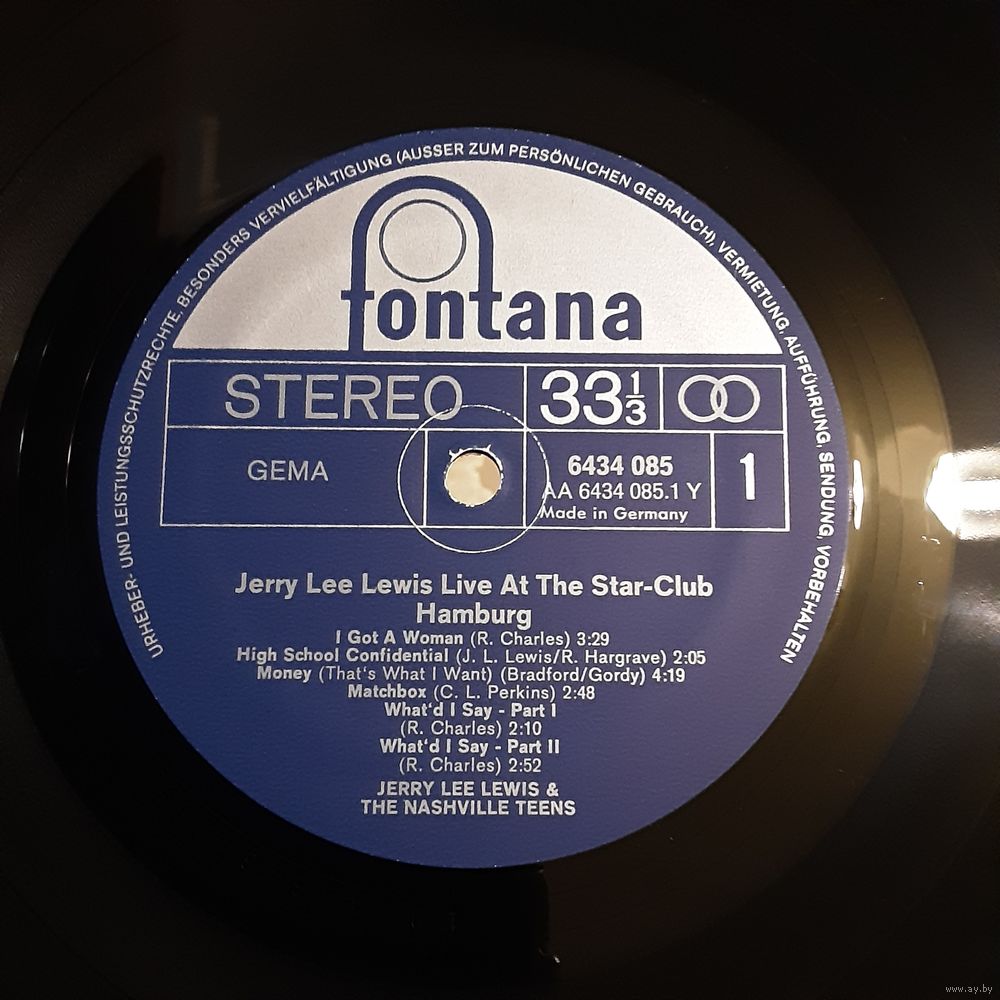 URHEBER- UND LEISTUNGSSCHUTZRECHTE, BESONDERS VERVIELFÄLTIGUNG (AUSSER ZUM PERSÖNLICHEN GEBRAUCH), VERMIETUNG, AUFFÜHRUNG, SENDUNG, VORBEHALTEN
fontana
STEREO 33 1/3
GEMA
6434 085
AA 6434 085.1 Y
Made in Germany
1
Jerry Lee Lewis Live At The Star-Club
Hamburg
I Got A Woman (R. Charles) 3:29
High School Confidential (J. L. Lewis/R. Hargrave) 2:05
Money (That's What I Want) (Bradford/Gordy) 4:19
Matchbox (C. L. Perkins) 2:48
What'd I Say - Part I
(R. Charles) 2:10
What'd I Say - Part II
(R. Charles) 2:52
JERRY LEE LEWIS &
THE NASHVILLE TEENS
www.ay.by